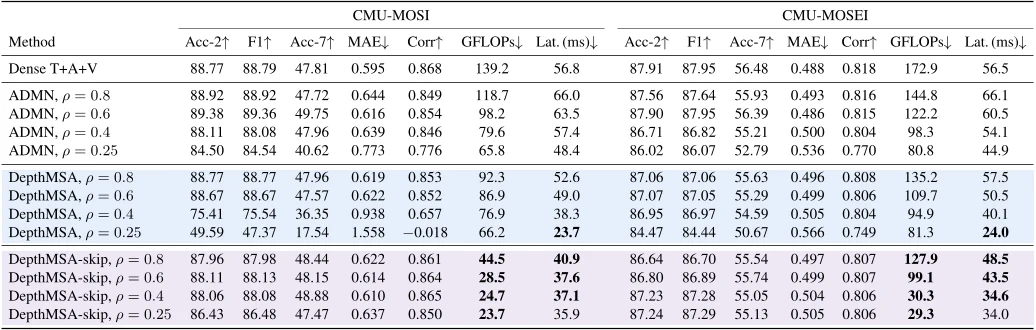 CMU-MOSI CMU-MOSEI
Method Acc-2↑ F1↑ Acc-7↑ MAE↓ Corr↑ GFLOPs↓ Lat. (ms)↓ Acc-2↑ F1↑ Acc-7↑ MAE↓ Corr↑ GFLOPs↓ Lat. (ms)↓
Dense T+A+V 88.77 88.79 47.81 0.595 0.868 139.2 56.8 87.91 87.95 56.48 0.488 0.818 172.9 56.5
ADMN, ρ = 0.8 88.92 88.92 47.72 0.644 0.849 118.7 66.0 87.56 87.64 55.93 0.493 0.816 144.8 66.1
ADMN, ρ = 0.6 89.38 89.36 49.75 0.616 0.854 98.2 63.5 87.90 87.95 56.39 0.486 0.815 122.2 60.5
ADMN, ρ = 0.4 88.11 88.08 47.96 0.639 0.846 79.6 57.4 86.71 86.82 55.21 0.500 0.804 98.3 54.1
ADMN, ρ = 0.25 84.50 84.54 40.62 0.773 0.776 65.8 48.4 86.02 86.07 52.79 0.536 0.770 80.8 44.9
DepthMSA, ρ = 0.8 88.77 88.77 47.96 0.619 0.853 92.3 52.6 87.06 87.06 55.63 0.496 0.808 135.2 57.5
DepthMSA, ρ = 0.6 88.67 88.67 47.57 0.622 0.852 86.9 49.0 87.07 87.05 55.29 0.499 0.806 109.7 50.5
DepthMSA, ρ = 0.4 75.41 75.54 36.35 0.938 0.657 76.9 38.3 86.95 86.97 54.59 0.505 0.804 94.9 40.1
DepthMSA, ρ = 0.25 49.59 47.37 17.54 1.558 −0.018 66.2 23.7 84.47 84.44 50.67 0.566 0.749 81.3 24.0
DepthMSA-skip, ρ = 0.8 87.96 87.98 48.44 0.622 0.861 44.5 40.9 86.64 86.70 55.54 0.497 0.807 127.9 48.5
DepthMSA-skip, ρ = 0.6 88.11 88.13 48.15 0.614 0.864 28.5 37.6 86.80 86.89 55.74 0.499 0.807 99.1 43.5
DepthMSA-skip, ρ = 0.4 88.06 88.08 48.88 0.610 0.865 24.7 37.1 87.23 87.28 55.05 0.504 0.806 30.3 34.6
DepthMSA-skip, ρ = 0.25 86.43 86.48 47.47 0.637 0.850 23.7 35.9 87.24 87.29 55.13 0.505 0.806 29.3 34.0